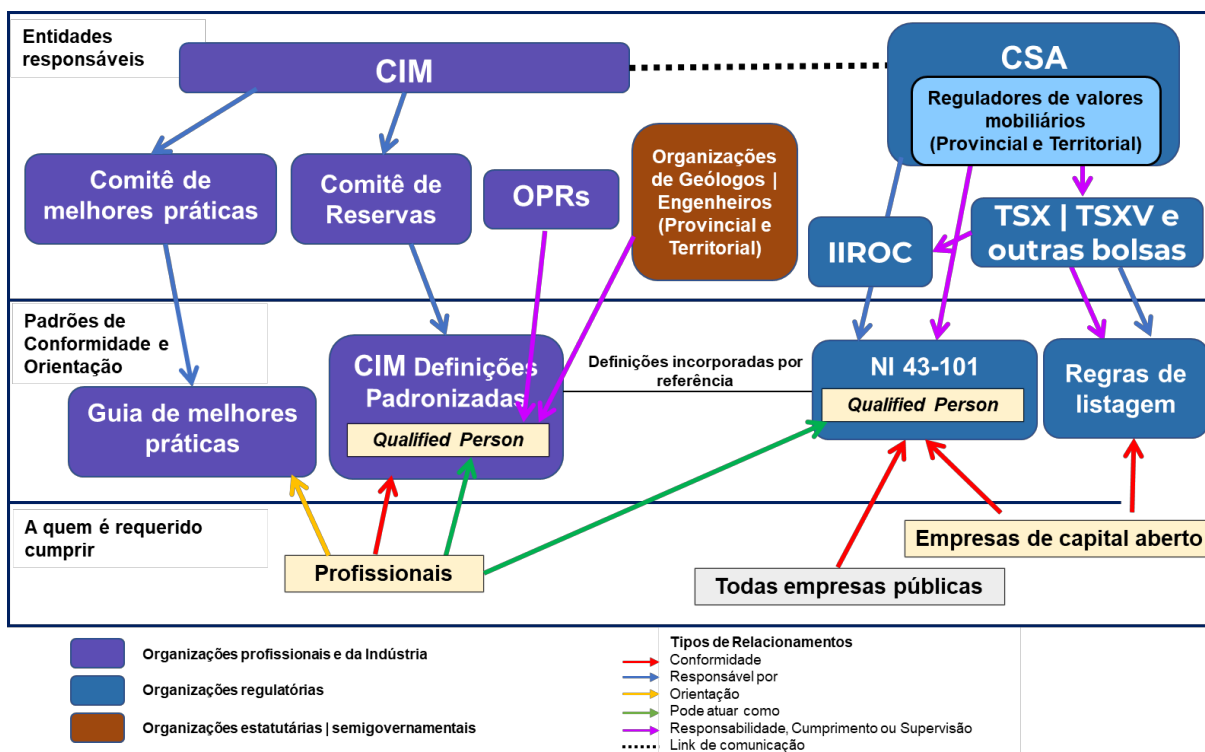 Entidades
responsáveis
CIM
CSA
Reguladores de valores
mobiliários
(Provincial e Territorial)
Comitê de
melhores práticas
Comitê de
Reservas
OPRs
Organizações
de Geólogos |
Engenheiros
(Provincial e
Territorial)
IIROC
TSX | TSXV e
outras bolsas
Padrões de
Conformidade e
Orientação
Guia de melhores
práticas
CIM Definições
Padronizadas
Qualified Person
Definições incorporadas por
referência
NI 43-101
Qualified Person
Regras de
listagem
A quem é requerido
cumprir
Profissionais
Todas empresas públicas
Empresas de capital aberto
Organizações profissionais e da Indústria
Organizações regulatórias
Organizações estatutárias | semigovernamentais
Tipos de Relacionamentos
Conformidade
Responsável por
Orientação
Pode atuar como
Responsabilidade, Cumprimento ou Supervisão
Link de comunicação